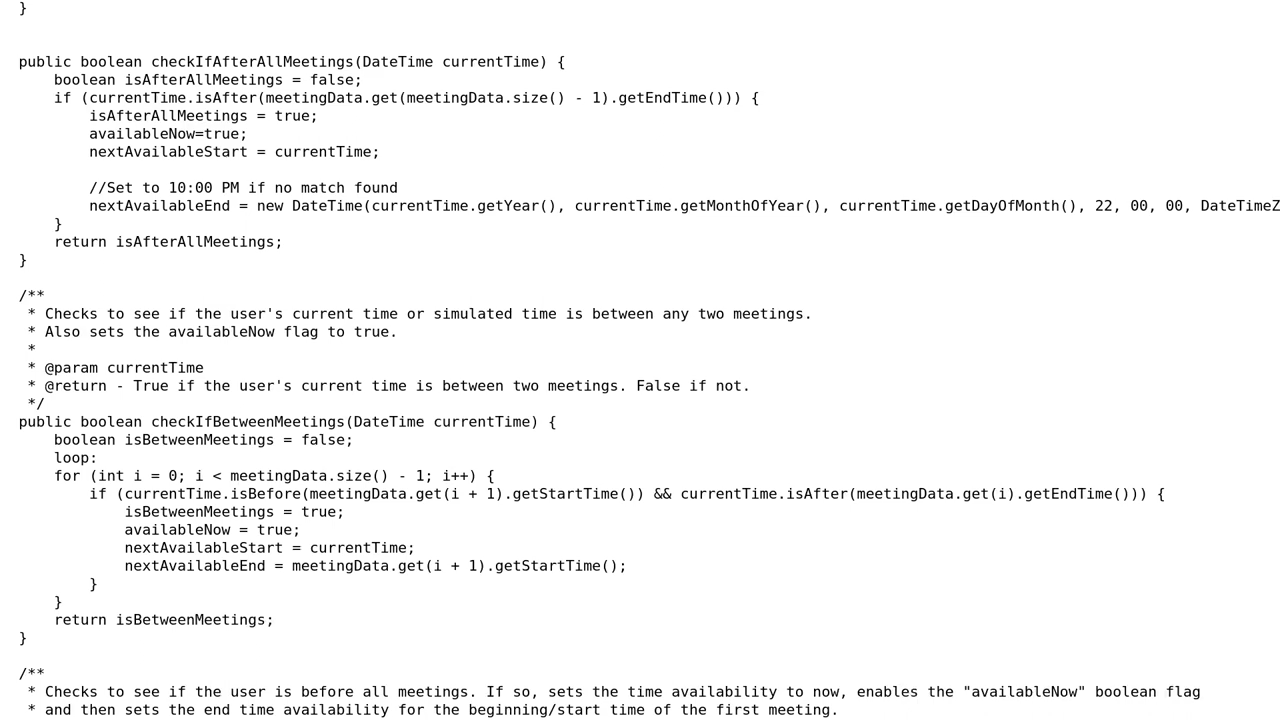 }
public boolean checkIfAfterAllMeetings(DateTime currentTime) {
    boolean isAfterAllMeetings = false;
    if (currentTime.isAfter(meetingData.get(meetingData.size() - 1).getEndTime())) {
        isAfterAllMeetings = true;
        availableNow=true;
        nextAvailableStart = currentTime;

        //Set to 10:00 PM if no match found
        nextAvailableEnd = new DateTime(currentTime.getYear(), currentTime.getMonthOfYear(), currentTime.getDayOfMonth(), 22, 00, 00, DateTimeZ
    }
    return isAfterAllMeetings;
}

/**
 * Checks to see if the user's current time or simulated time is between any two meetings.
 * Also sets the availableNow flag to true.
 *
 * @param currentTime
 * @return - True if the user's current time is between two meetings. False if not.
 */
public boolean checkIfBetweenMeetings(DateTime currentTime) {
    boolean isBetweenMeetings = false;
    loop:
    for (int i = 0; i < meetingData.size() - 1; i++) {
        if (currentTime.isBefore(meetingData.get(i + 1).getStartTime()) && currentTime.isAfter(meetingData.get(i).getEndTime())) {
            isBetweenMeetings = true;
            availableNow = true;
            nextAvailableStart = currentTime;
            nextAvailableEnd = meetingData.get(i + 1).getStartTime();
        }
    }
    return isBetweenMeetings;
}

/**
 * Checks to see if the user is before all meetings. If so, sets the time availability to now, enables the "availableNow" boolean flag
 * and then sets the end time availability for the beginning/start time of the first meeting.